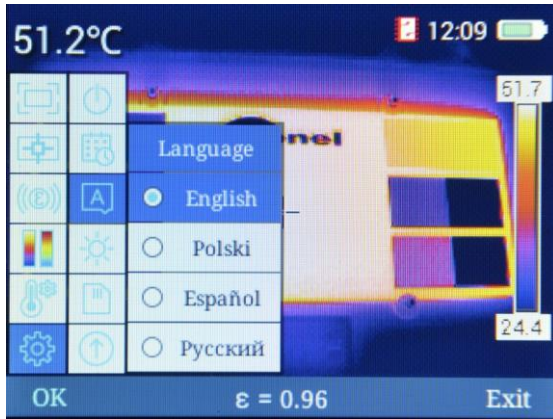 51.2°C
12:09
51.7
Language
English
Polski
Español
Русский
24.4
OK
ε = 0.96
Exit